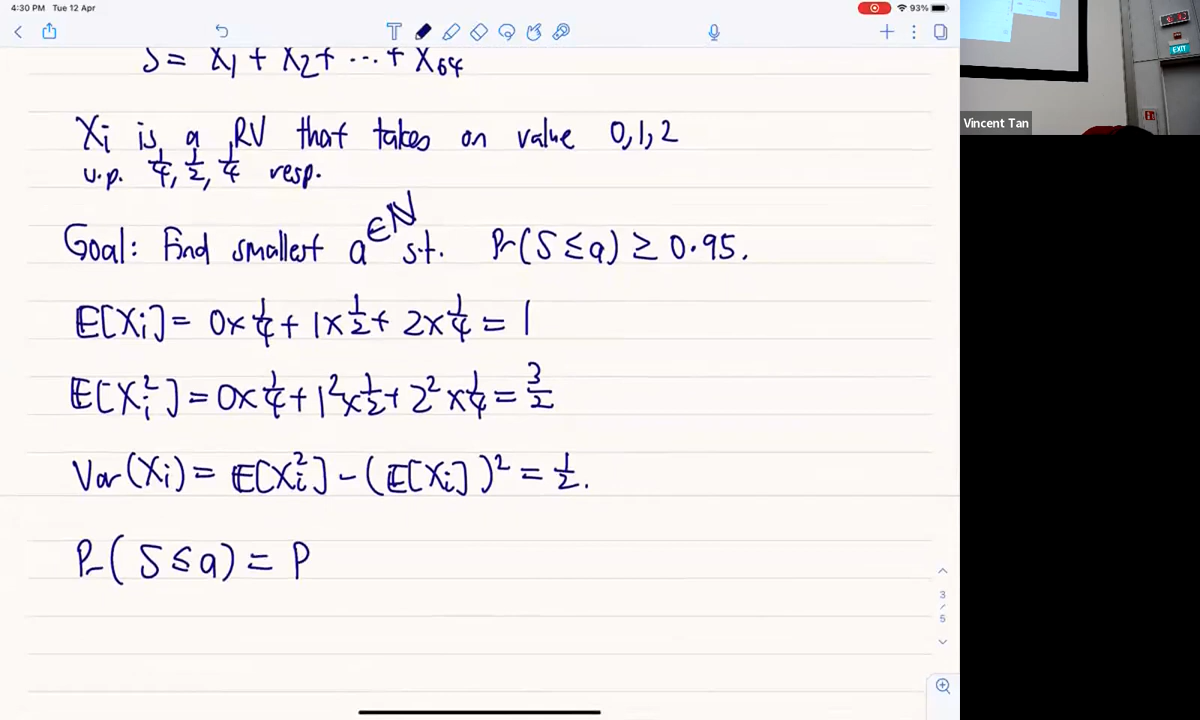 4:30 PM Tue 12 Apr
93%
S = X1 + X2 + ... + X64
Xi is a RV that takes on value 0, 1, 2
w.p. 1/4, 1/2, 1/4 resp.
Goal: Find smallest a ∈ ℕ s.t. Pr(S ≤ a) ≥ 0.95.
E[Xi] = 0 x 1/4 + 1 x 1/2 + 2 x 1/4 = 1
E[Xi²] = 0 x 1/4 + 1² x 1/2 + 2² x 1/4 = 3/2
Var(Xi) = E[Xi²] - (E[Xi])² = 1/2.
Pr(S ≤ a) = P
3
/
5
EXIT
Vincent Tan